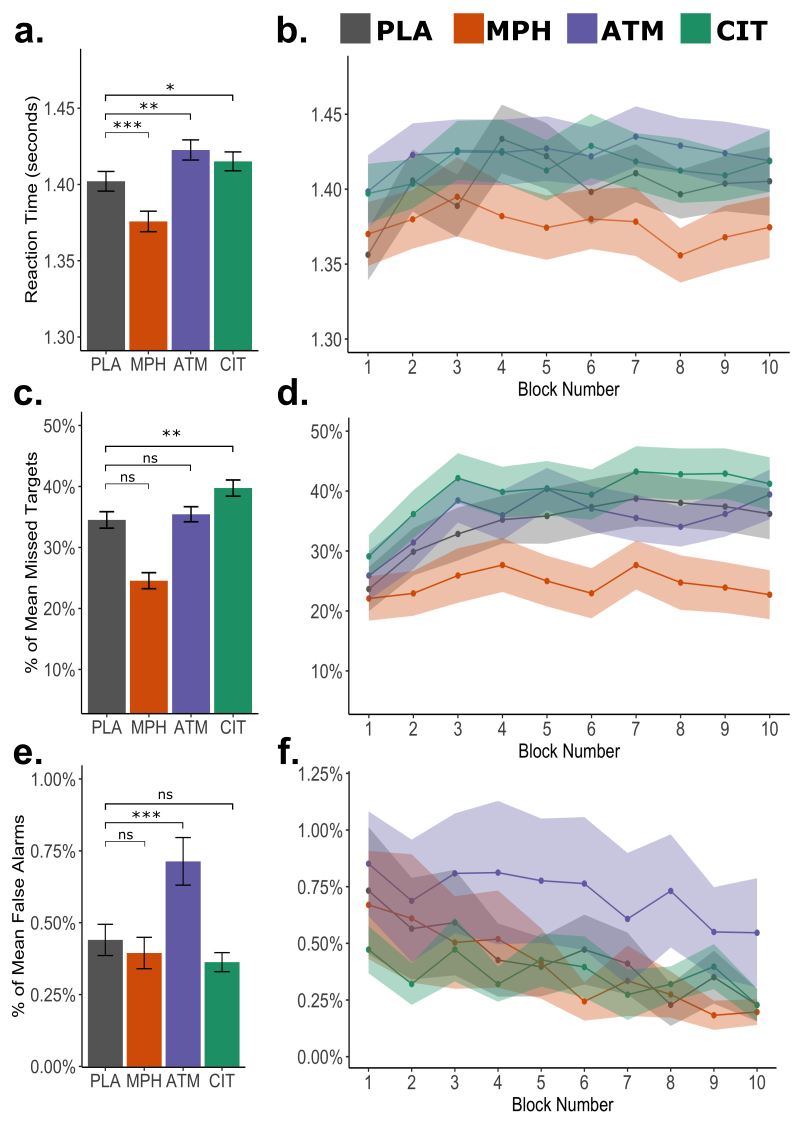 a.
b.
PLA MPH ATM CIT
Reaction Time (seconds)
1.45
1.40
1.35
1.30
*
**
***
PLA MPH ATM CIT
1.45
1.40
1.35
1.30
1 2 3 4 5 6 7 8 9 10
Block Number
c.
d.
% of Mean Missed Targets
50%
40%
30%
20%
10%
**
ns
ns
PLA MPH ATM CIT
50%
40%
30%
20%
10%
1 2 3 4 5 6 7 8 9 10
Block Number
e.
f.
% of Mean False Alarms
1.00%
0.75%
0.50%
0.25%
0.00%
ns
***
ns
PLA MPH ATM CIT
1.25%
1.00%
0.75%
0.50%
0.25%
0.00%
1 2 3 4 5 6 7 8 9 10
Block Number